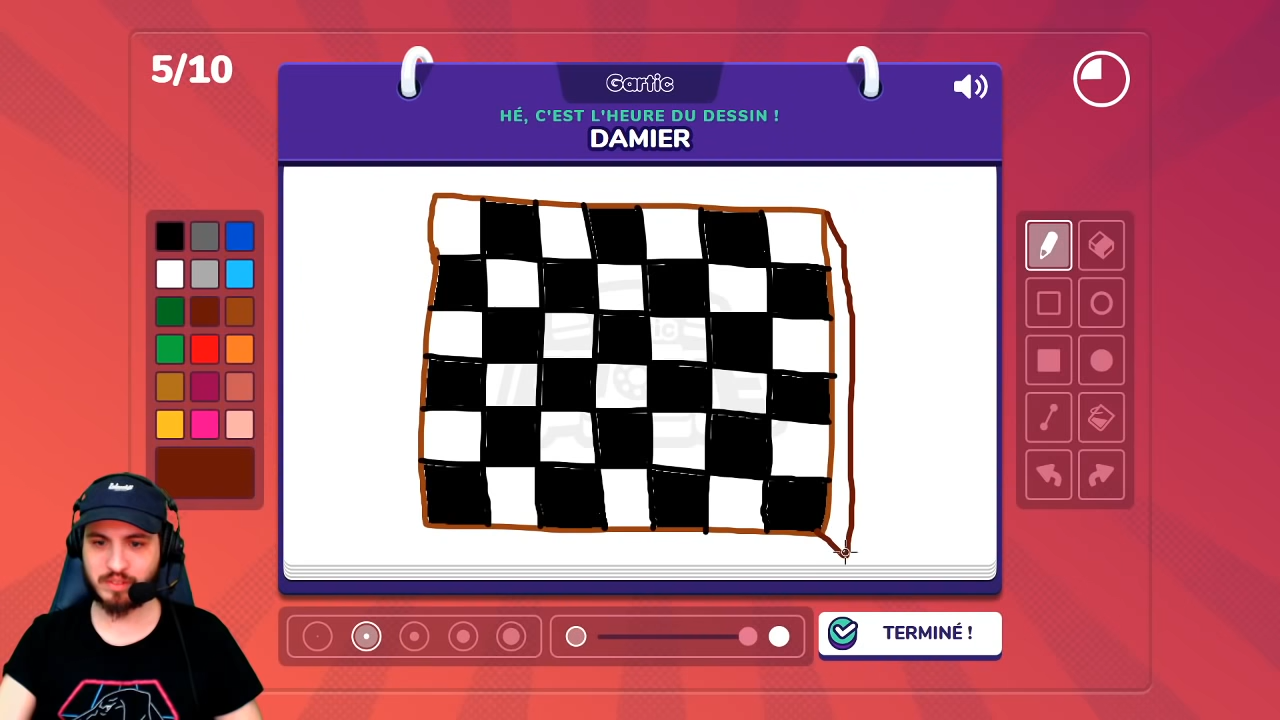 5/10
Gartic
HÉ, C'EST L'HEURE DU DESSIN !
DAMIER
TERMINÉ !